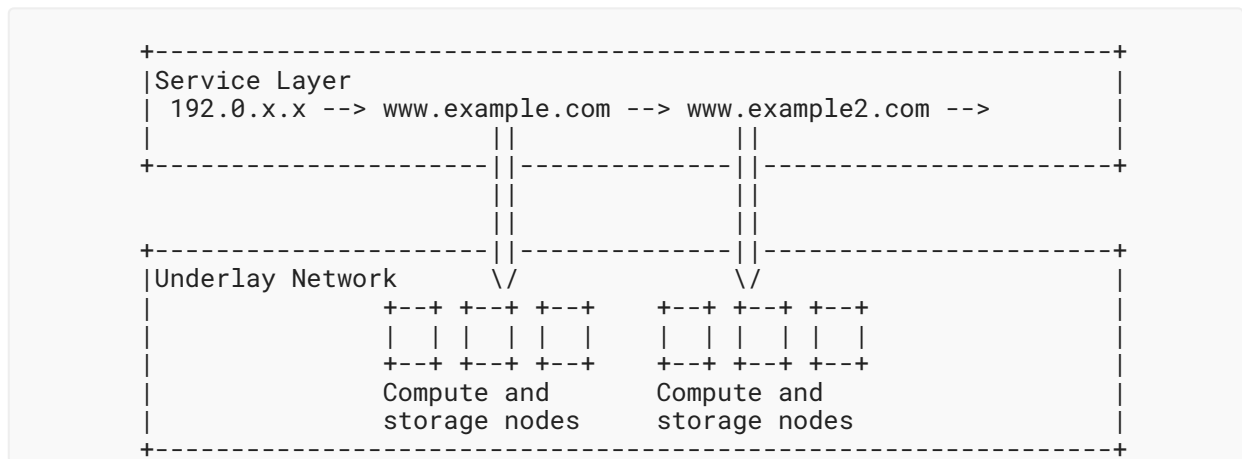 +---------------------------------------------------------------+
|Service Layer                                                  |
| 192.0.x.x --> www.example.com --> www.example2.com -->        |
|                      ||              ||                       |
+----------------------||--------------||-----------------------+
                       ||              ||
                       ||              ||
+----------------------||--------------||-----------------------+
|Underlay Network      \/              \/                       |
|               +--+ +--+ +--+    +--+ +--+ +--+                |
|               |  | |  | |  |    |  | |  | |  |                |
|               +--+ +--+ +--+    +--+ +--+ +--+                |
|               Compute and       Compute and                   |
|               storage nodes     storage nodes                 |
+---------------------------------------------------------------+